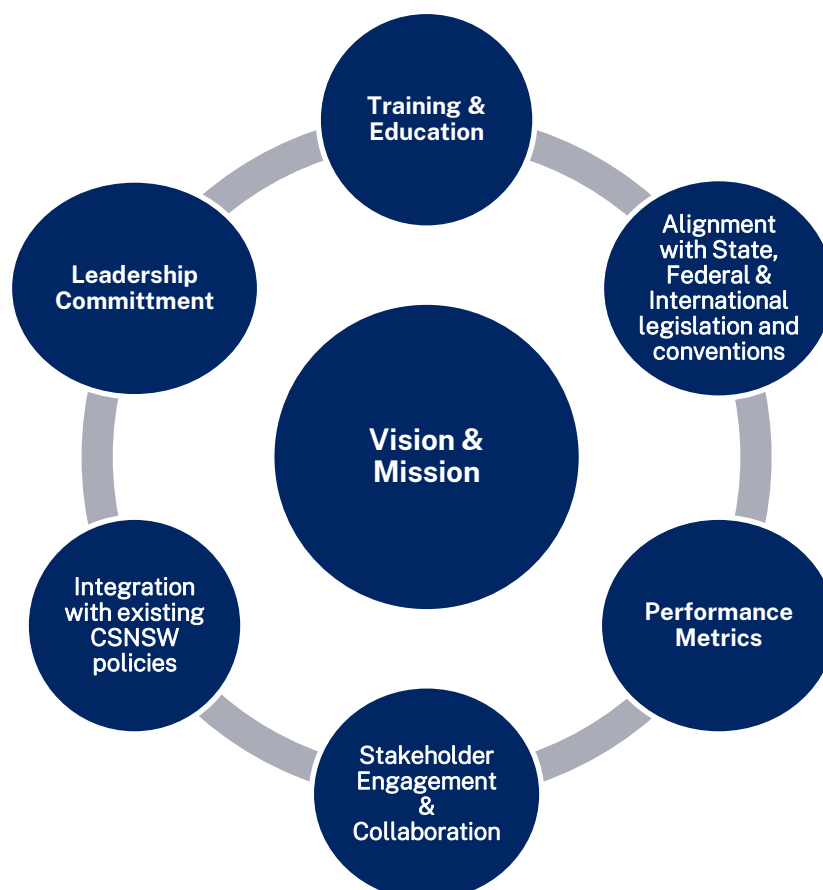 Training &
Education
Alignment
with State,
Federal &
International
legislation and
conventions
Leadership
Committment
Vision &
Mission
Integration
with existing
CSNSW
policies
Performance
Metrics
Stakeholder
Engagement
&
Collaboration